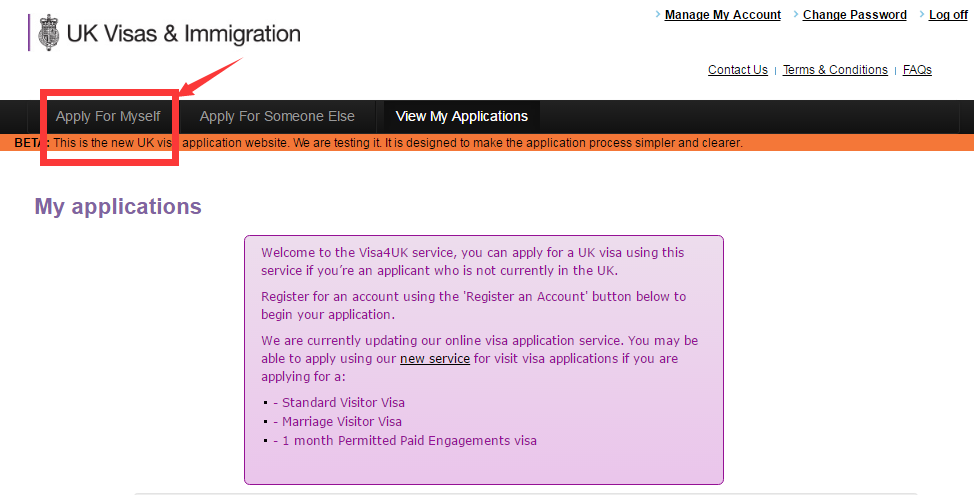 Manage My Account Change Password Log off
UK Visas & Immigration
Contact Us | Terms & Conditions | FAQs
Apply For Myself Apply For Someone Else View My Applications
BETA: This is the new UK visa application website. We are testing it. It is designed to make the application process simpler and clearer.
My applications
Welcome to the Visa4UK service, you can apply for a UK visa using this
service if you’re an applicant who is not currently in the UK.
Register for an account using the 'Register an Account' button below to
begin your application.
We are currently updating our online visa application service. You may be
able to apply using our new service for visit visa applications if you are
applying for a:
- Standard Visitor Visa
- Marriage Visitor Visa
- 1 month Permitted Paid Engagements visa